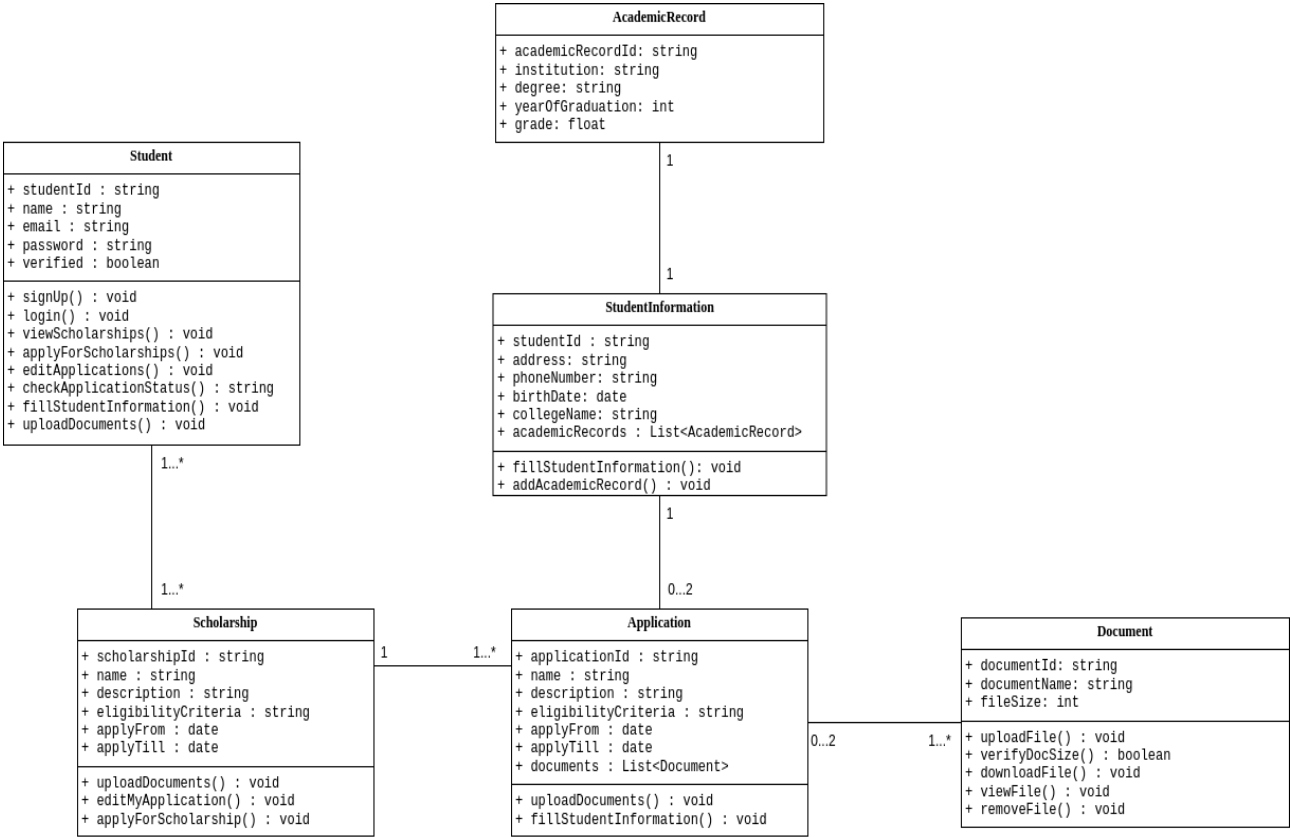 AcademicRecord
+ academicRecordId: string
+ institution: string
+ degree: string
+ yearOfGraduation: int
+ grade: float
1
1
Student
+ studentId : string
+ name : string
+ email : string
+ password : string
+ verified : boolean
+ signUp() : void
+ login() : void
+ viewScholarships() : void
+ applyForScholarships() : void
+ editApplications() : void
+ checkApplicationStatus() : string
+ fillStudentInformation() : void
+ uploadDocuments() : void
1...*
1...*
StudentInformation
+ studentId : string
+ address: string
+ phoneNumber: string
+ birthDate: date
+ collegeName: string
+ academicRecords : List<AcademicRecord>
+ fillStudentInformation(): void
+ addAcademicRecord() : void
1
0...2
Scholarship
+ scholarshipId : string
+ name : string
+ description : string
+ eligibilityCriteria : string
+ applyFrom : date
+ applyTill : date
+ uploadDocuments() : void
+ editMyApplication() : void
+ applyForScholarship() : void
1
1...*
Application
+ applicationId : string
+ name : string
+ description : string
+ eligibilityCriteria : string
+ applyFrom : date
+ applyTill : date
+ documents : List<Document>
+ uploadDocuments() : void
+ fillStudentInformation() : void
0...2
1...*
Document
+ documentId: string
+ documentName: string
+ fileSize: int
+ uploadFile() : void
+ verifyDocSize() : boolean
+ downloadFile() : void
+ viewFile() : void
+ removeFile() : void